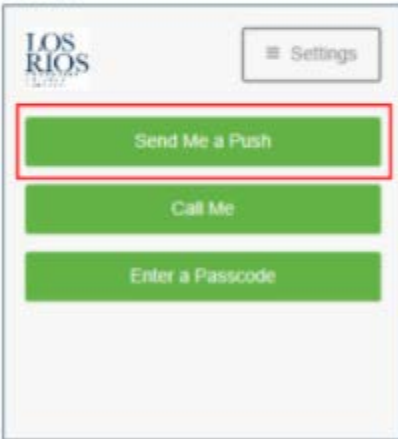 LOS
RIOS
≡ Settings
Send Me a Push
Call Me
Enter a Passcode